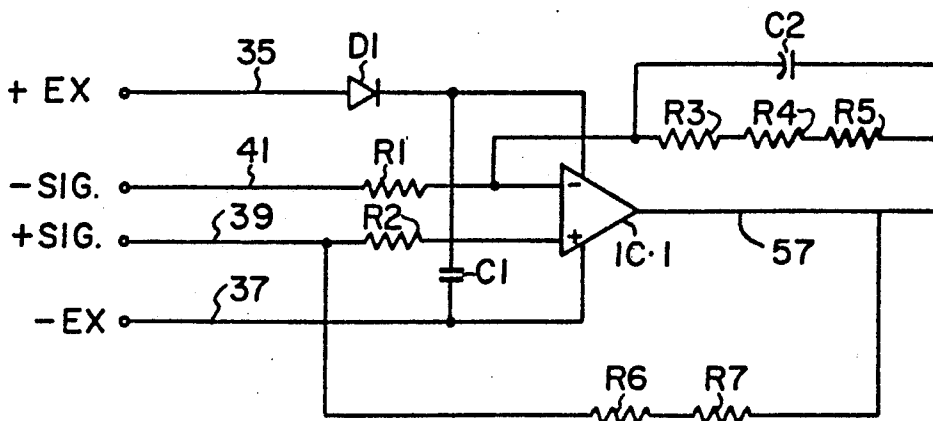 C2
35
D1
+ EX
R3
R4
R5
41
R1
-SIG.
-
39
R2
+SIG.
+
IC·1
57
37
C1
-EX
R6
R7